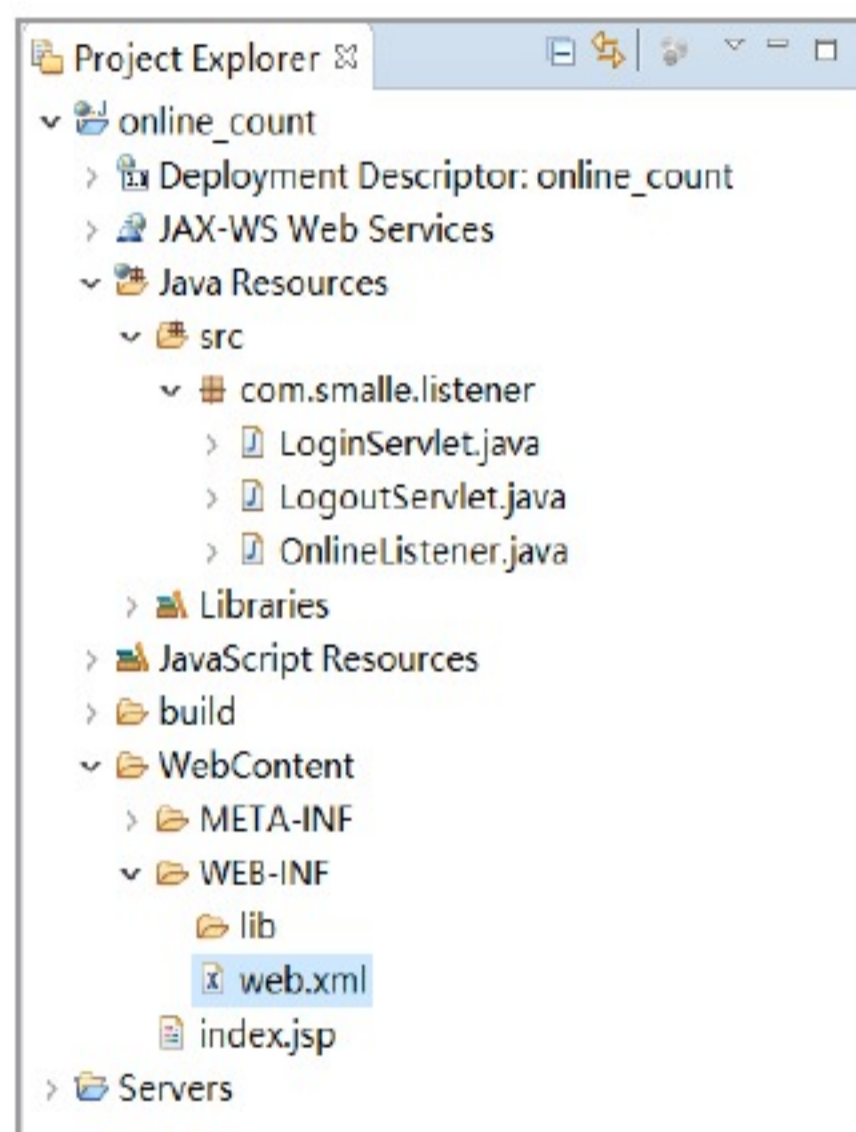 Project Explorer
online_count
Deployment Descriptor: online_count
JAX-WS Web Services
Java Resources
src
com.smalle.listener
LoginServlet.java
LogoutServlet.java
OnlineListener.java
Libraries
JavaScript Resources
build
WebContent
META-INF
WEB-INF
lib
web.xml
index.jsp
Servers